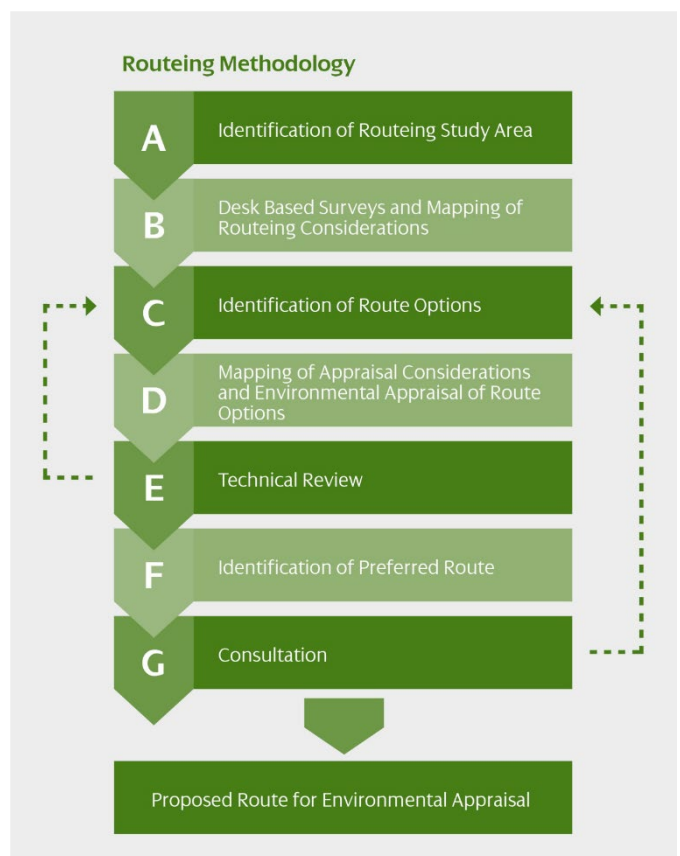 Routeing Methodology
A
Identification of Routeing Study Area
B
Desk Based Surveys and Mapping of
Routeing Considerations
C
Identification of Route Options
D
Mapping of Appraisal Considerations
and Environmental Appraisal of Route
Options
E
Technical Review
F
Identification of Preferred Route
G
Consultation
Proposed Route for Environmental Appraisal